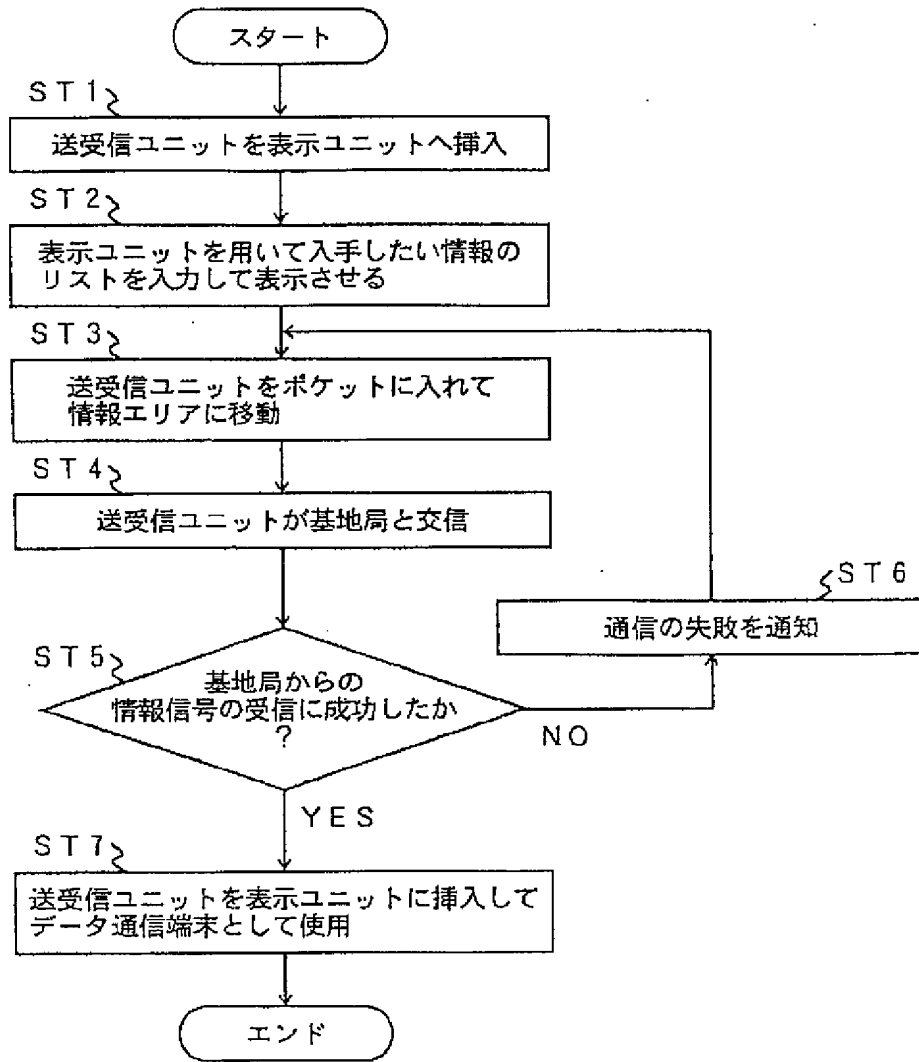 スタート
ST1
送受信ユニットを表示ユニットへ挿入
ST2
表示ユニットを用いて入手したい情報の
リストを入力して表示させる
ST3
送受信ユニットをポケットに入れて
情報エリアに移動
ST4
送受信ユニットが基地局と交信
ST6
通信の失敗を通知
ST5
基地局からの
情報信号の受信に成功したか
?
NO
YES
ST7
送受信ユニットを表示ユニットに挿入して
データ通信端末として使用
エンド